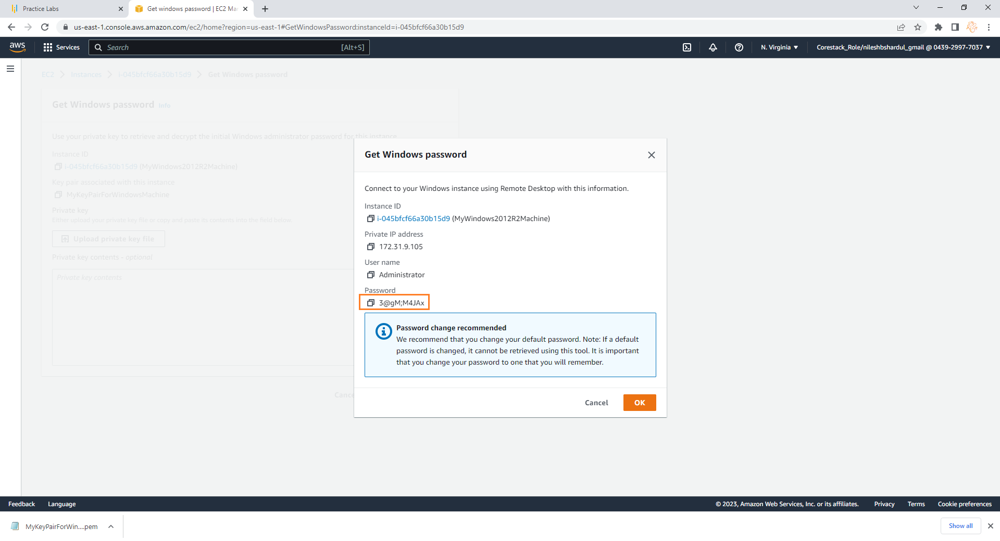 Practice Labs
Get windows password | EC2 Ma
us-east-1.console.aws.amazon.com/ec2/home?region=us-east-1#GetWindowsPassword:instanceId=i-045bfcf66a30b15d9
aws
Services
Search
[Alt+S]
N. Virginia
Corestack_Role/nileshbshardul_gmail @ 0439-2997-7037
EC2
Instances
i-045bfcf66a30b15d9
Get Windows password
Get Windows password Info
Use your private key to retrieve and decrypt the initial Windows administrator password for this instance.
Instance ID
i-045bfcf66a30b15d9 (MyWindows2012R2Machine)
Key pair associated with this instance
MyKeyPairForWindowsMachine
Private key
Either upload your private key file or copy and paste its contents into the field below.
Upload private key file
Private key contents - optional
Private key contents
Cance
Get Windows password
Connect to your Windows instance using Remote Desktop with this information.
Instance ID
i-045bfcf66a30b15d9 (MyWindows2012R2Machine)
Private IP address
172.31.9.105
User name
Administrator
Password
3@gM;M4JAx
Password change recommended
We recommend that you change your default password. Note: If a default
password is changed, it cannot be retrieved using this tool. It is important
that you change your password to one that you will remember.
Cancel
OK
Feedback
Language
© 2023, Amazon Web Services, Inc. or its affiliates.
Privacy
Terms
Cookie preferences
MyKeyPairForWin....pem
Show all